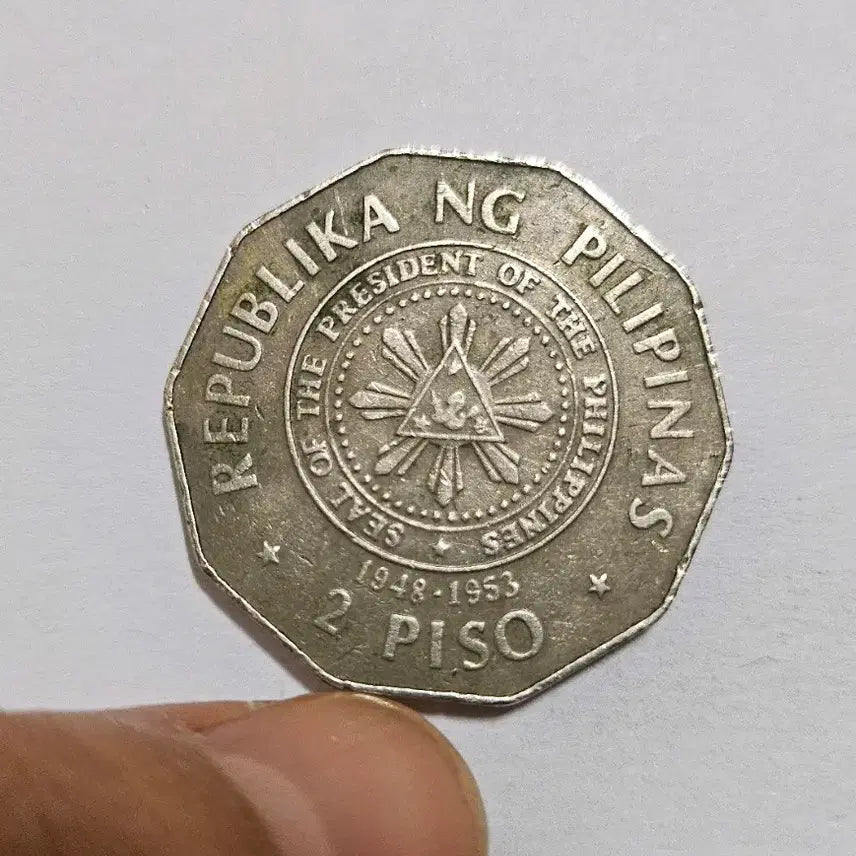 REPUBLIKA NG PILIPINAS
SEAL OF THE PRESIDENT OF THE PHILIPPINES
1948-1953
2 PISO